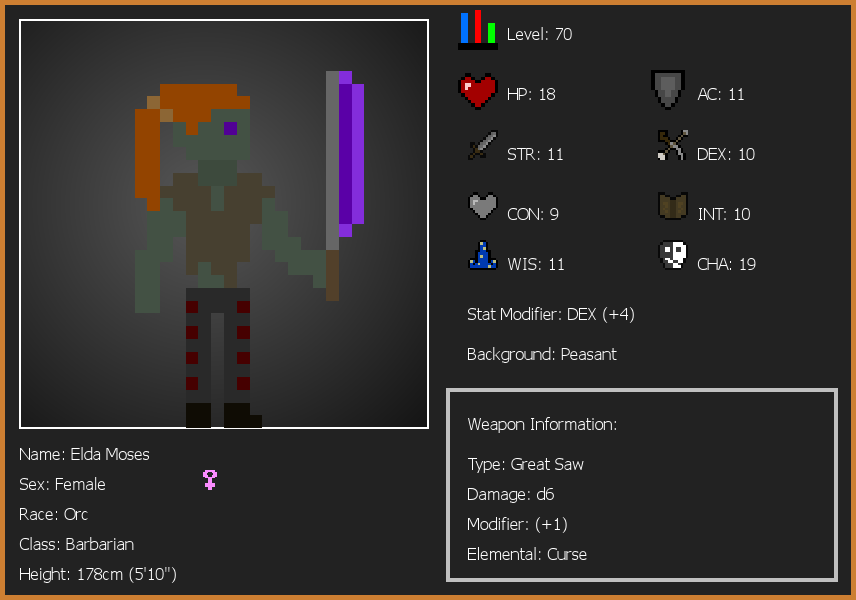 Level: 70
HP: 18
AC: 11
STR: 11
DEX: 10
CON: 9
INT: 10
WIS: 11
CHA: 19
Stat Modifier: DEX (+4)
Background: Peasant
Weapon Information:
Type: Great Saw
Damage: d6
Modifier: (+1)
Elemental: Curse
Name: Elda Moses
Sex: Female
Race: Orc
Class: Barbarian
Height: 178cm (5'10")